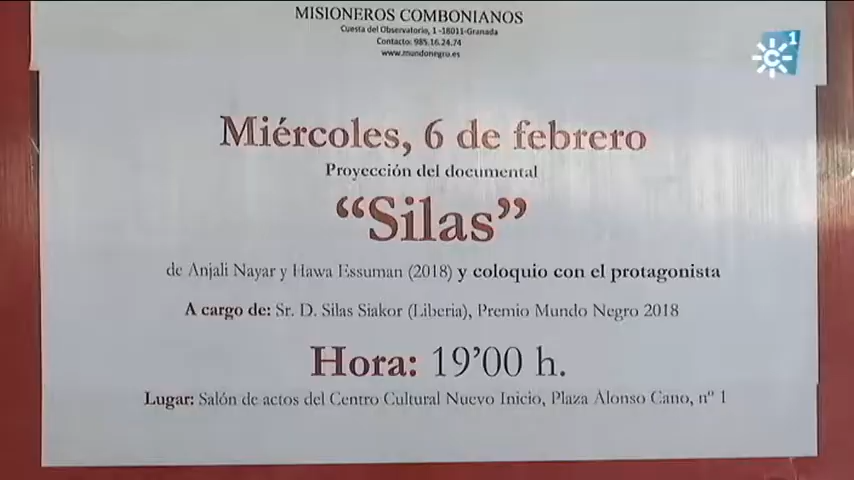 MISIONEROS COMBONIANOS
Cuesta del Observatorio, 1 -18011-Granada
Contacto: 985.16.24.74
www.mundonegro.es
1
Miércoles, 6 de febrero
Proyección del documental
“Silas”
de Anjali Nayar y Hawa Essuman (2018) y coloquio con el protagonista
A cargo de: Sr. D. Silas Siakor (Liberia), Premio Mundo Negro 2018
Hora: 19’00 h.
Lugar: Salón de actos del Centro Cultural Nuevo Inicio, Plaza Alonso Cano, nº 1